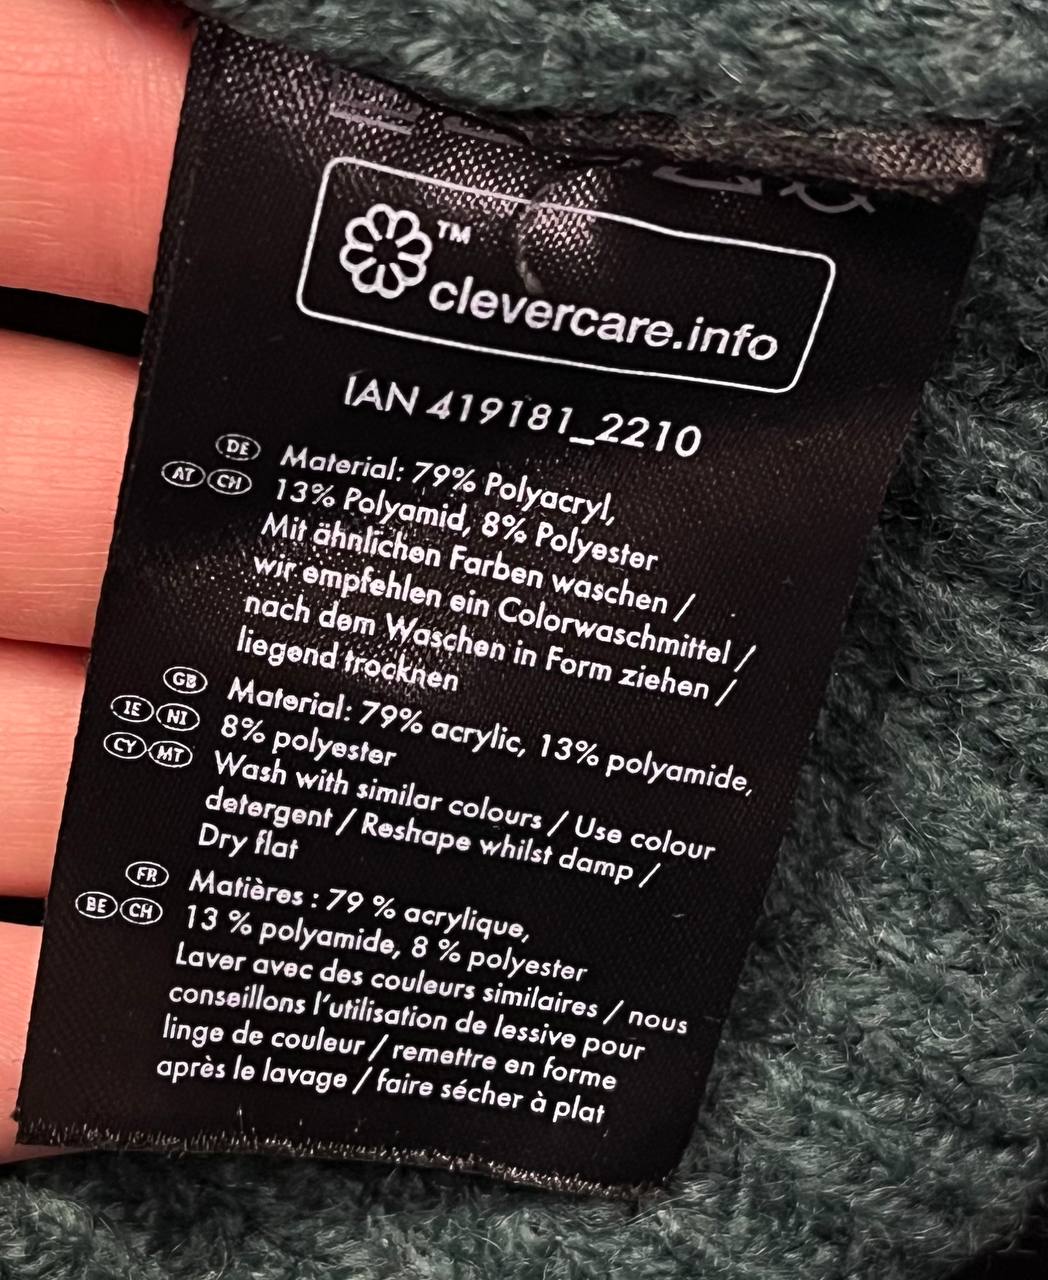 ™
clevercare.info
IAN 419181_2210
DE
AT CH
Material: 79% Polyacryl,
13% Polyamid, 8% Polyester
Mit ähnlichen Farben waschen /
wir empfehlen ein Colorwaschmittel /
nach dem Waschen in Form ziehen /
liegend trocknen
GB
IE NI
CY MT
Material: 79% acrylic, 13% polyamide,
8% polyester
Wash with similar colours / Use colour
detergent / Reshape whilst damp /
Dry flat
FR
BE CH
Matières : 79 % acrylique,
13 % polyamide, 8 % polyester
Laver avec des couleurs similaires / nous
conseillons l'utilisation de lessive pour
linge de couleur / remettre en forme
après le lavage / faire sécher à plat